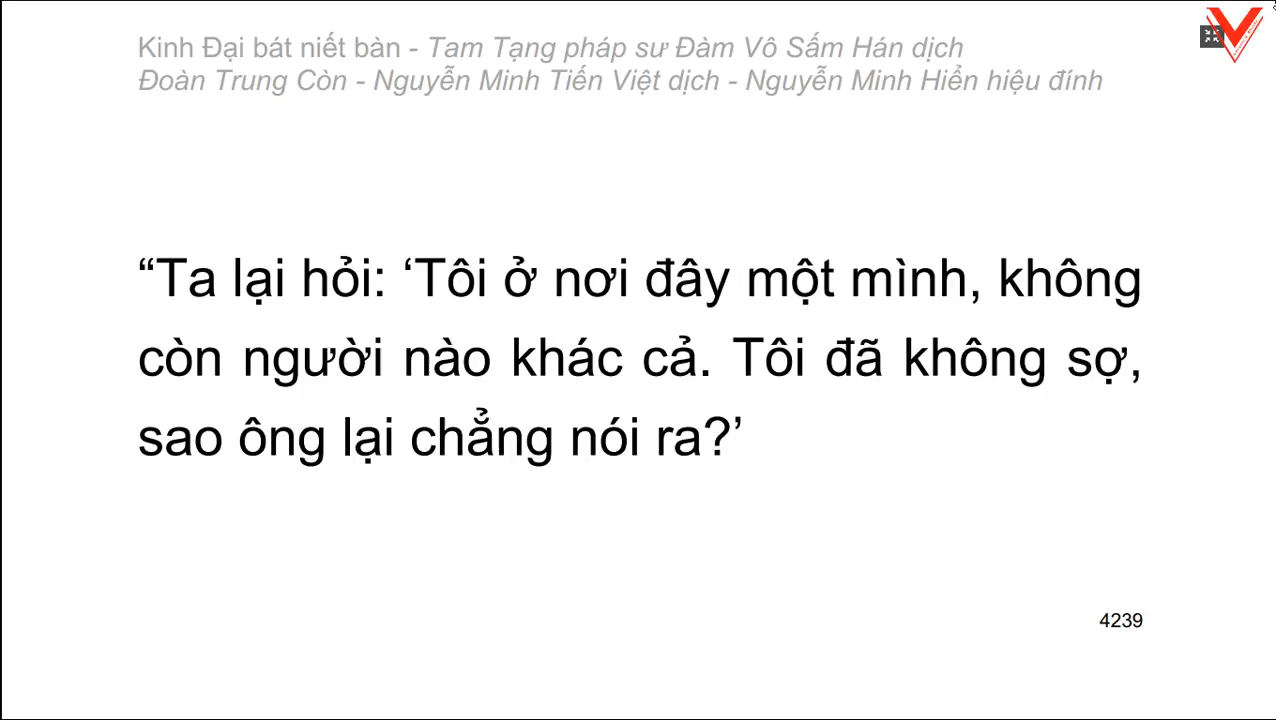 Kinh Đại bát niết bàn - Tam Tạng pháp sư Đàm Vô Sấm Hán dịch
Đoàn Trung Còn - Nguyễn Minh Tiến Việt dịch - Nguyễn Minh Hiển hiệu đính
“Ta lại hỏi: ‘Tôi ở nơi đây một mình, không
còn người nào khác cả. Tôi đã không sợ,
sao ông lại chẳng nói ra?’
4239